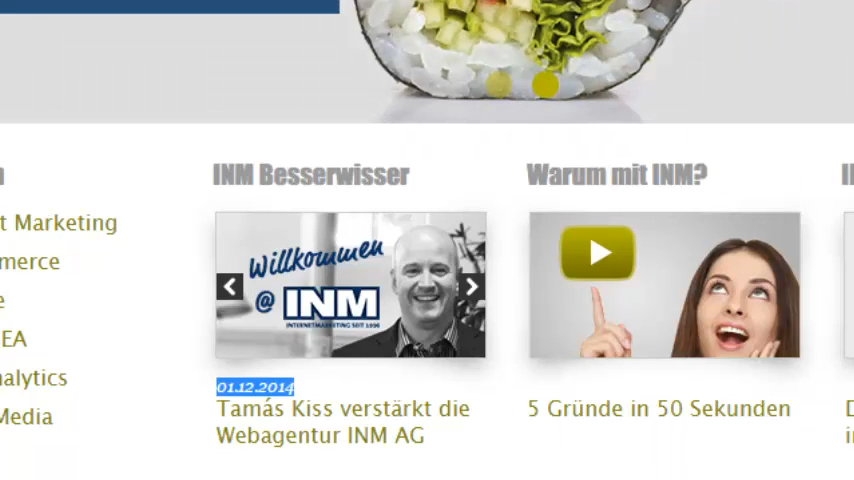 INM Besserwisser
Warum mit INM?
t Marketing
merce
e
EA
nalytics
Media
Willkommen
@ INM
INTERNETMARKETING SEIT 1996
01.12.2014
Tamás Kiss verstärkt die
Webagentur INM AG
5 Gründe in 50 Sekunden